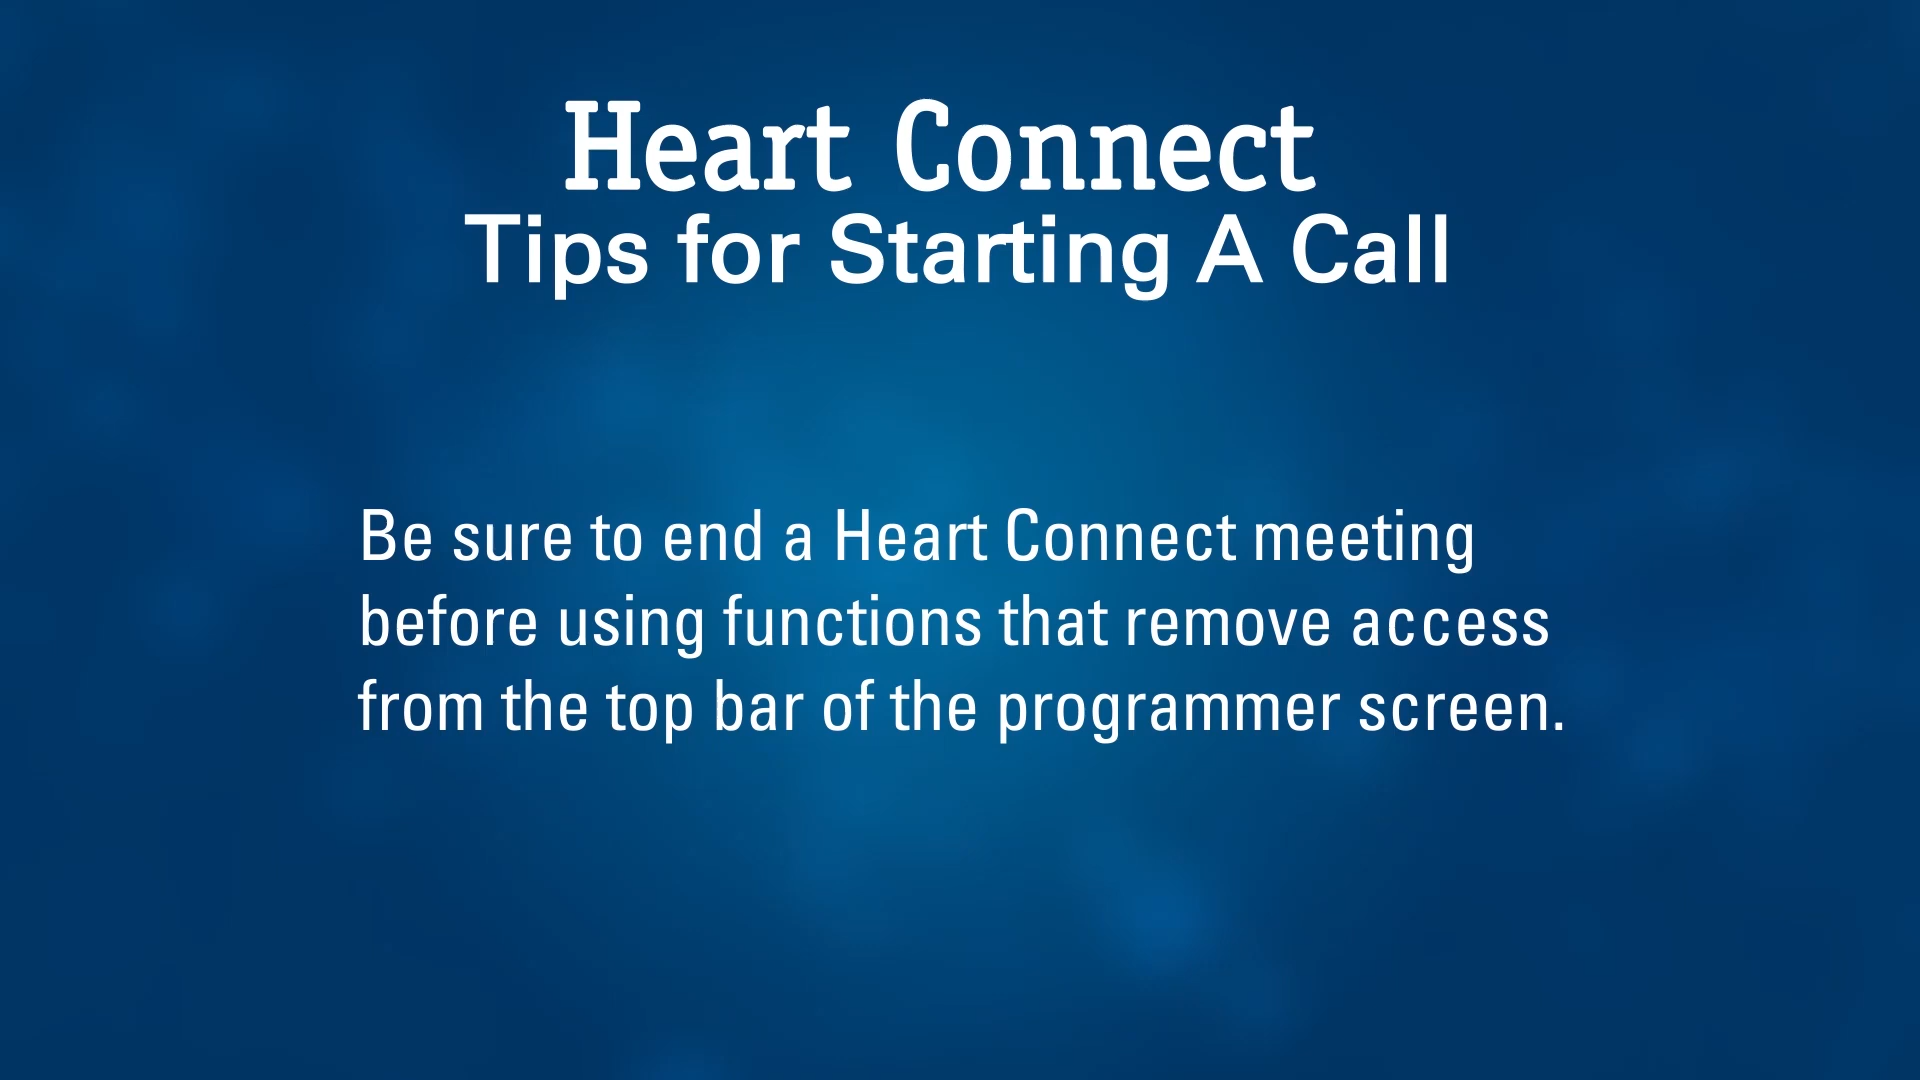 Heart Connect
Tips for Starting A Call
Be sure to end a Heart Connect meeting
before using functions that remove access
from the top bar of the programmer screen.